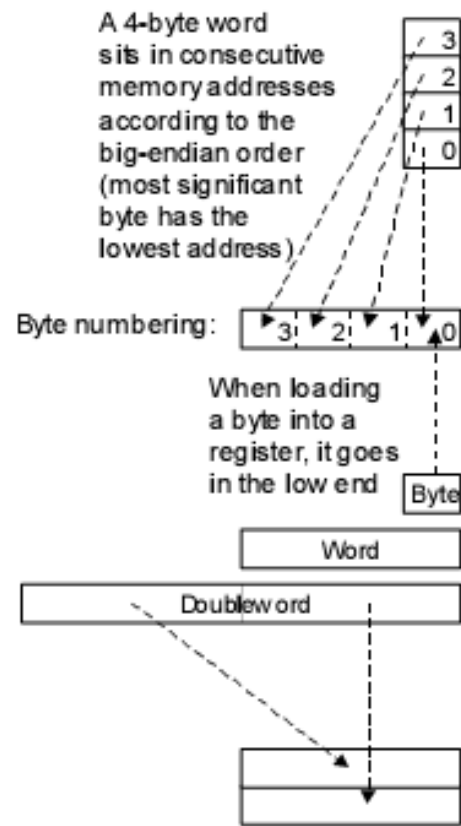 A 4-byte word
sits in consecutive
memory addresses
according to the
big-endian order
(most significant
byte has the
lowest address)
3
2
1
0
Byte numbering: 3 2 1 0
When loading
a byte into a
register, it goes
in the low end
Byte
Word
Doubleword